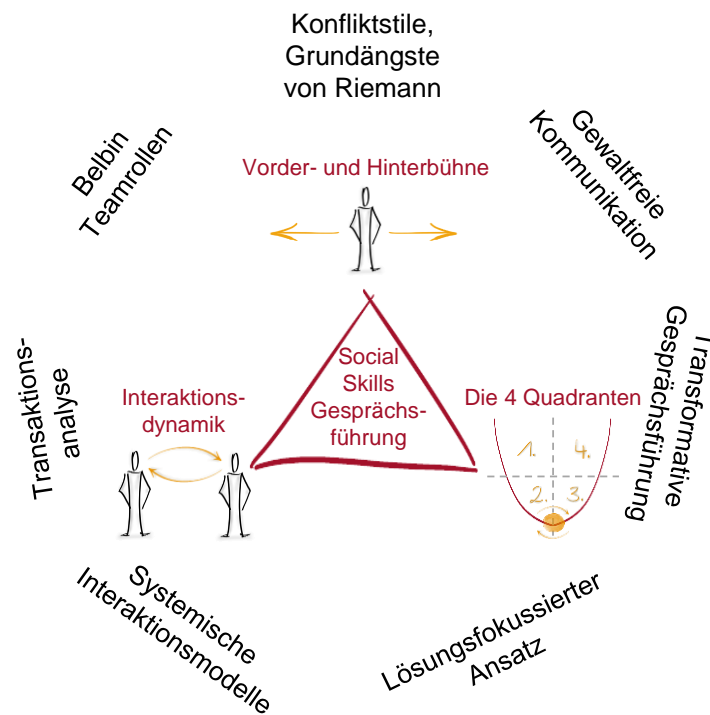 Konfliktstile,
Grundängste
von Riemann
Belbin
Teamrollen
Gewaltfreie
Kommunikation
Vorder- und Hinterbühne
Transaktions-
analyse
Interaktions-
dynamik
Social
Skills
Gesprächs-
führung
Die 4 Quadranten
1.
4.
2.
3.
Transformative
Gesprächsführung
Systemische
Interaktionsmodelle
Lösungsfokussierter
Ansatz